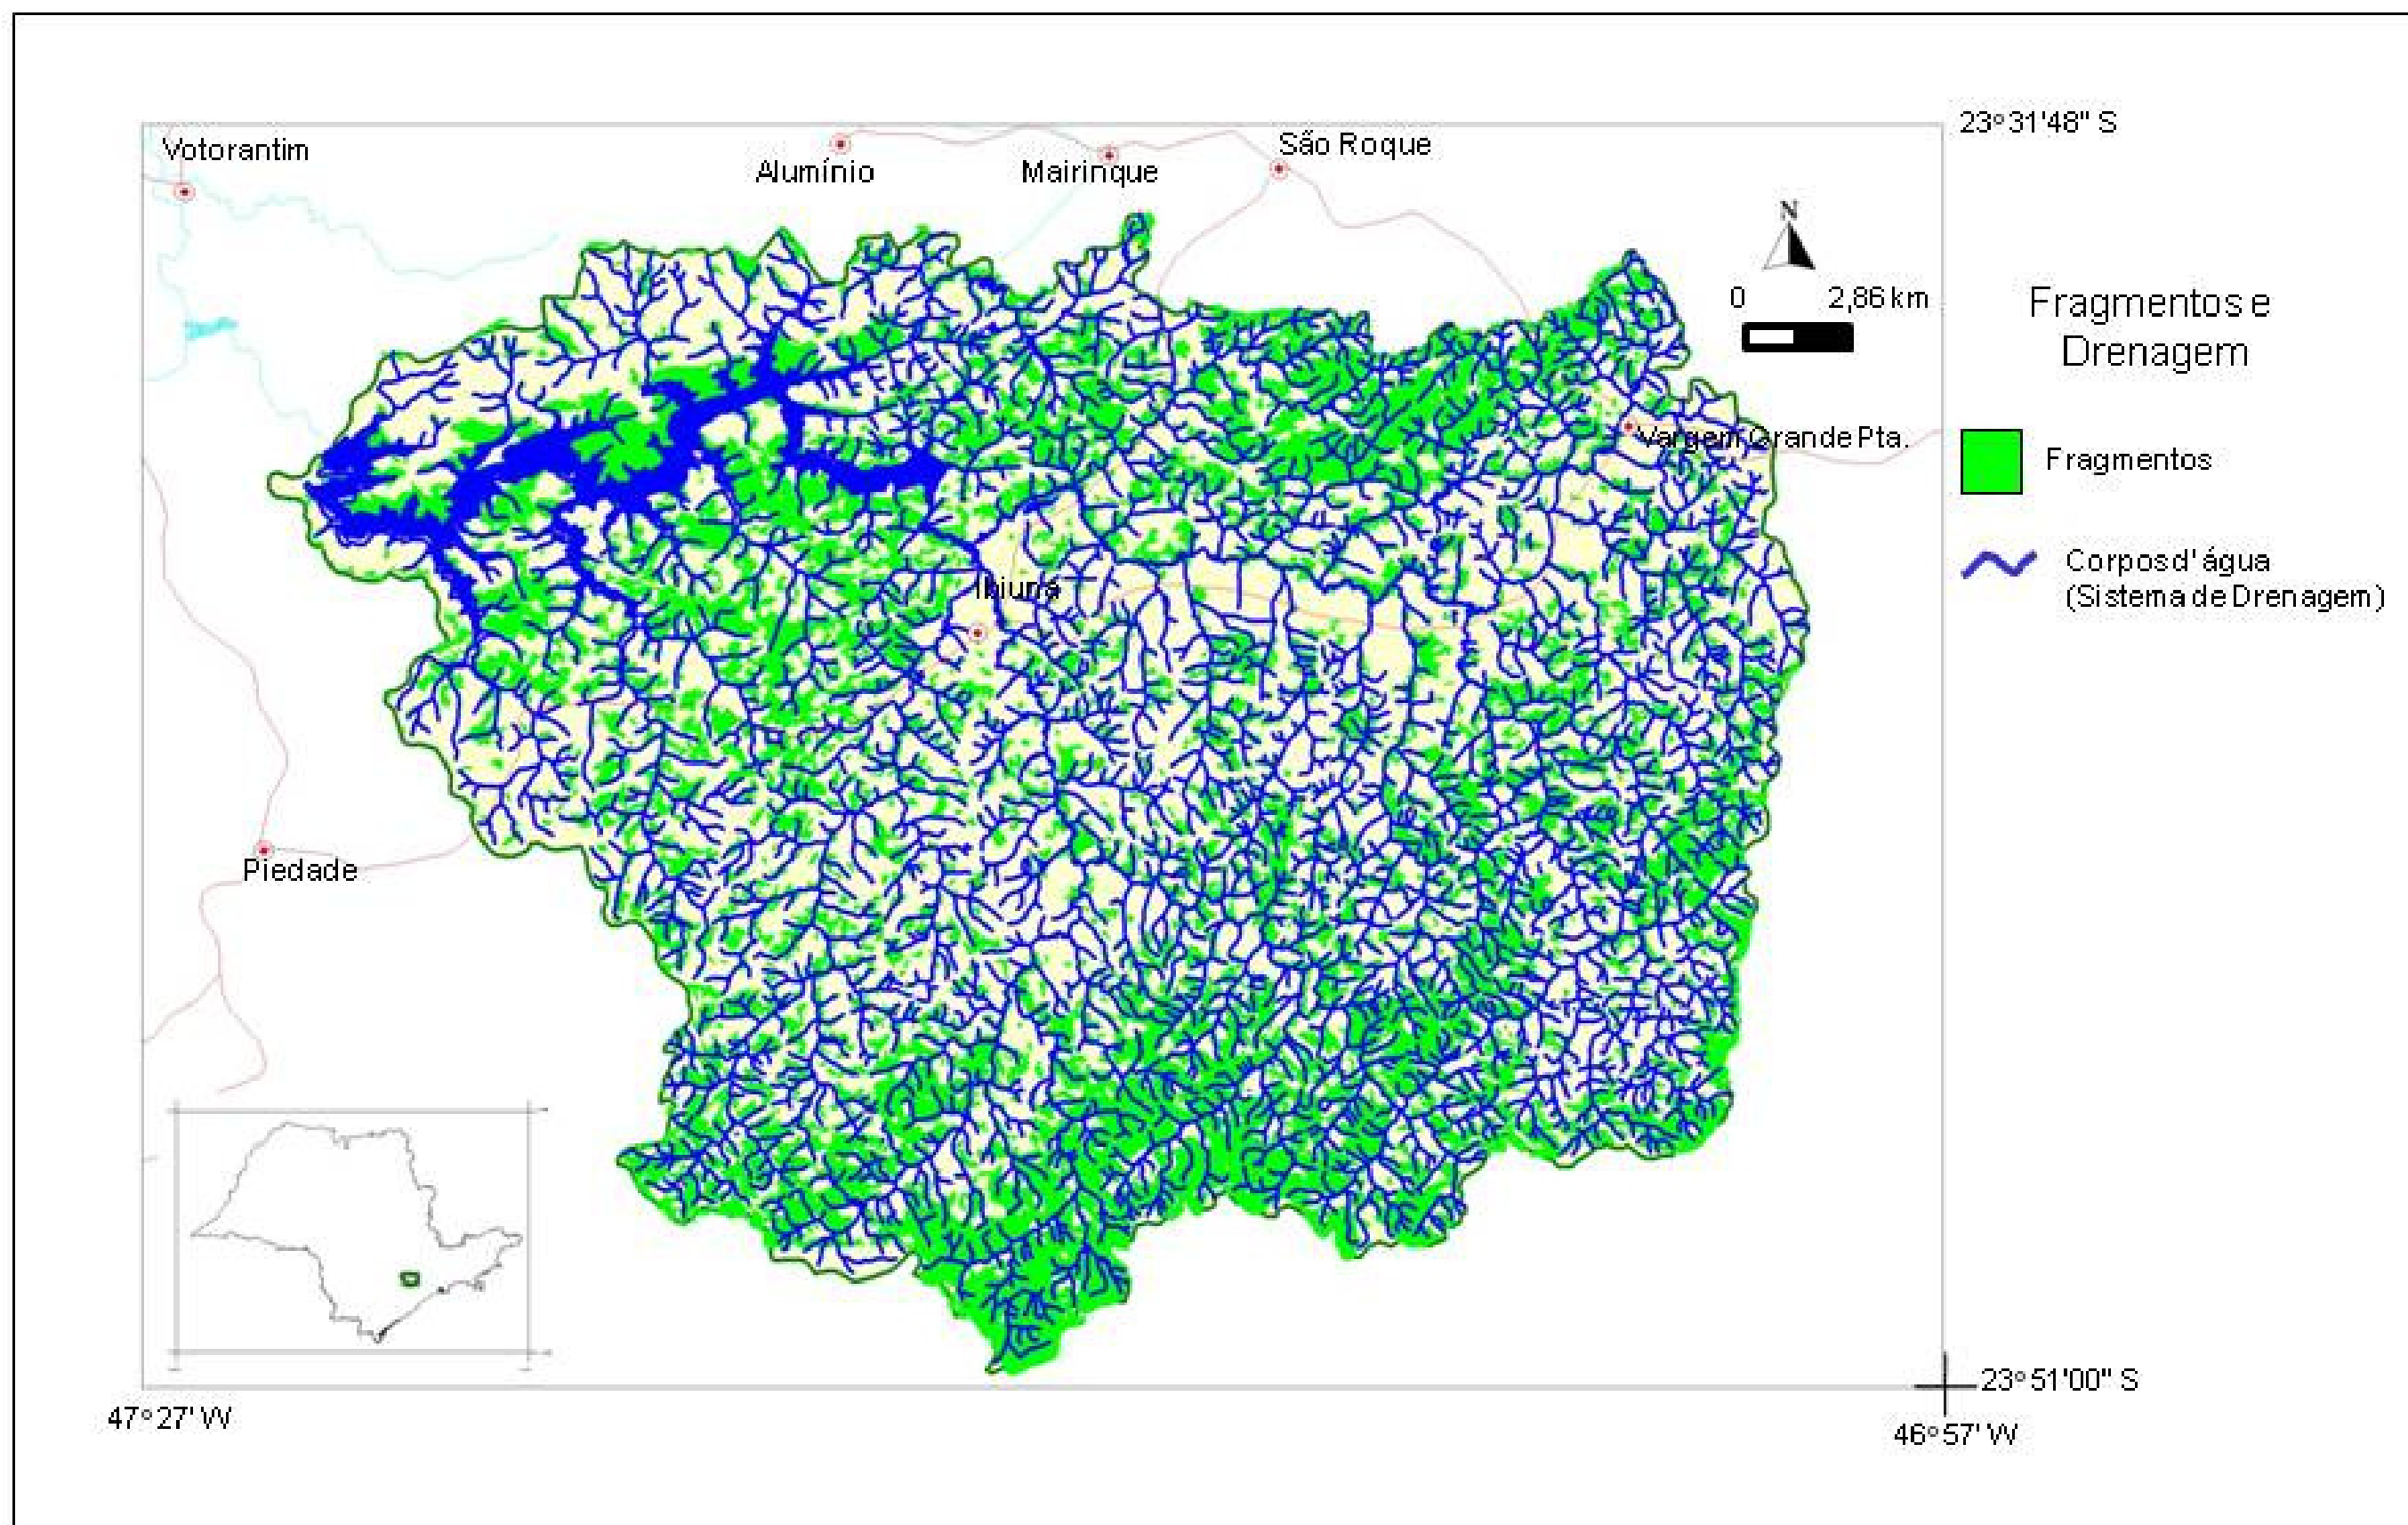 23°31'48" S
Votorantim
Alumínio
Mairinque
São Roque
N
0 2,86 km
Fragmentos e
Drenagem
Vargem Grande Pta.
Fragmentos
Corpos d'água
(Sistema de Drenagem)
Ibiuna
Piedade
23°51'00" S
47°27' W
46°57' W